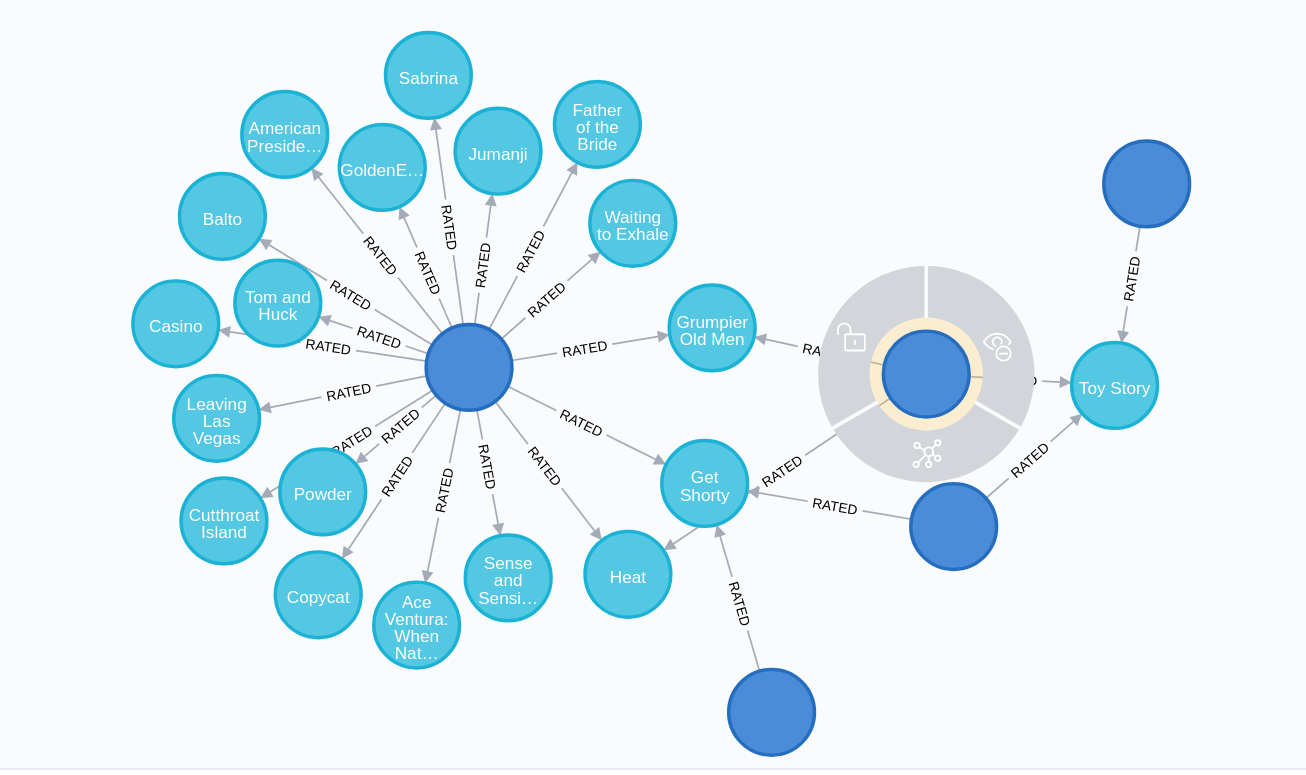 Sabrina
Father
of the
Bride
American
Preside…
Jumanji
GoldenE…
Waiting
to Exhale
Balto
RATED
RATED
RATED
RATED
RATED
RATED
RATED
RATED
Tom and
Huck
Casino
RATED
RATED
RATED
Grumpier
Old Men
RA
D
Toy Story
Leaving
Las
Vegas
RATED
RATED
RATED
RATED
RATED
RATED
RATED
RATED
RATED
RATED
Powder
Get
Shorty
RATED
RATED
Cutthroat
Island
Copycat
Ace
Ventura:
When
Nat…
Sense
and
Sensi…
Heat
RATED